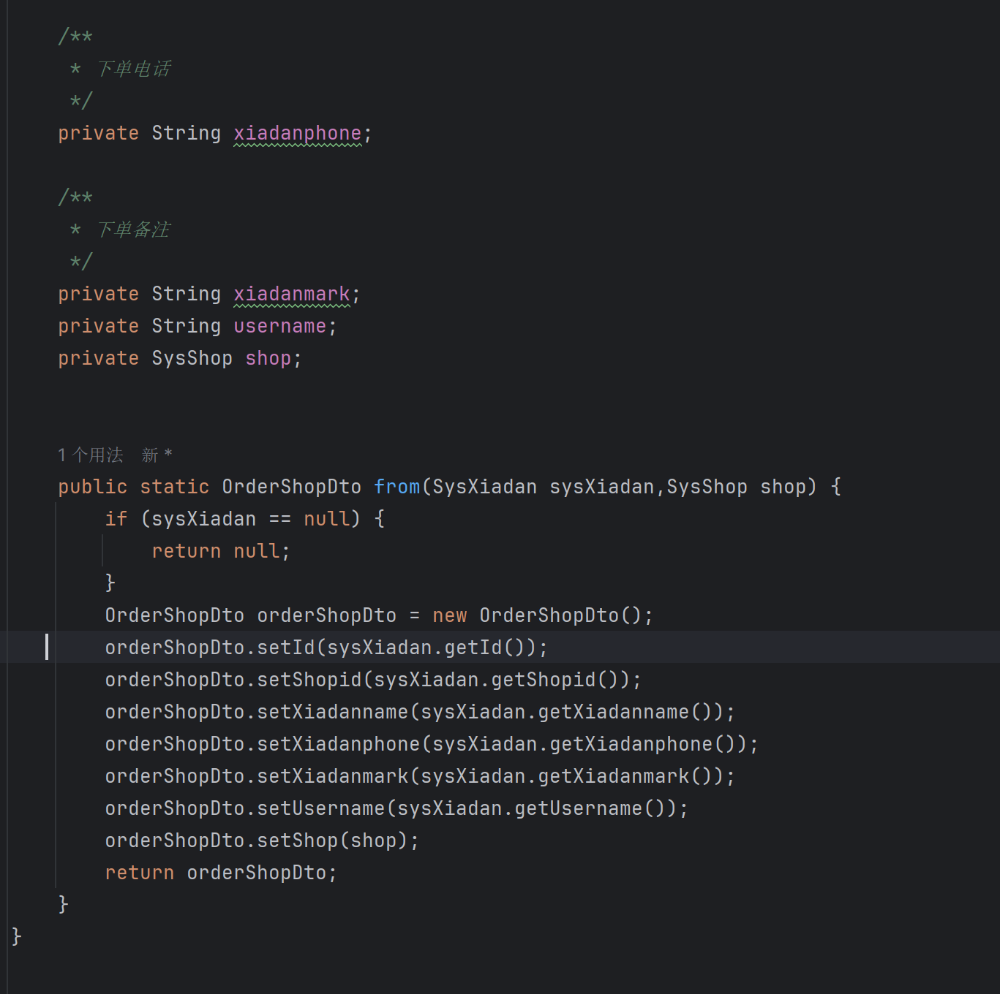 /**
* 下单电话
*/
private String xiadanphone;
/**
* 下单备注
*/
private String xiadanmark;
private String username;
private SysShop shop;
1 个用法 新 *
public static OrderShopDto from(SysXiadan sysXiadan,SysShop shop) {
if (sysXiadan == null) {
return null;
}
OrderShopDto orderShopDto = new OrderShopDto();
orderShopDto.setId(sysXiadan.getId());
orderShopDto.setShopid(sysXiadan.getShopid());
orderShopDto.setXiadanname(sysXiadan.getXiadanname());
orderShopDto.setXiadanphone(sysXiadan.getXiadanphone());
orderShopDto.setXiadanmark(sysXiadan.getXiadanmark());
orderShopDto.setUsername(sysXiadan.getUsername());
orderShopDto.setShop(shop);
return orderShopDto;
}
}